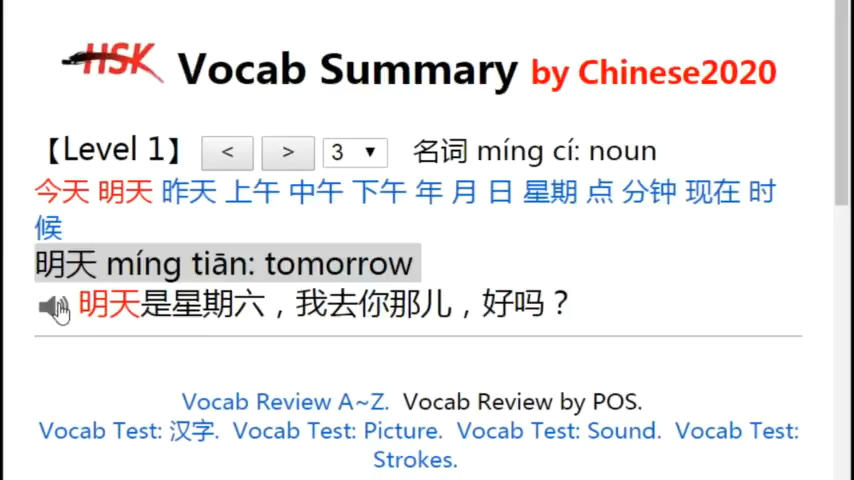 HSK Vocab Summary by Chinese2020
【Level 1】 < > 3 ▼ 名词 míng cí: noun
今天 明天 昨天 上午 中午 下午 年 月 日 星期 点 分钟 现在 时
候
明天 míng tiān: tomorrow
明天是星期六，我去你那儿，好吗？
Vocab Review A~Z. Vocab Review by POS.
Vocab Test: 汉字. Vocab Test: Picture. Vocab Test: Sound. Vocab Test:
Strokes.